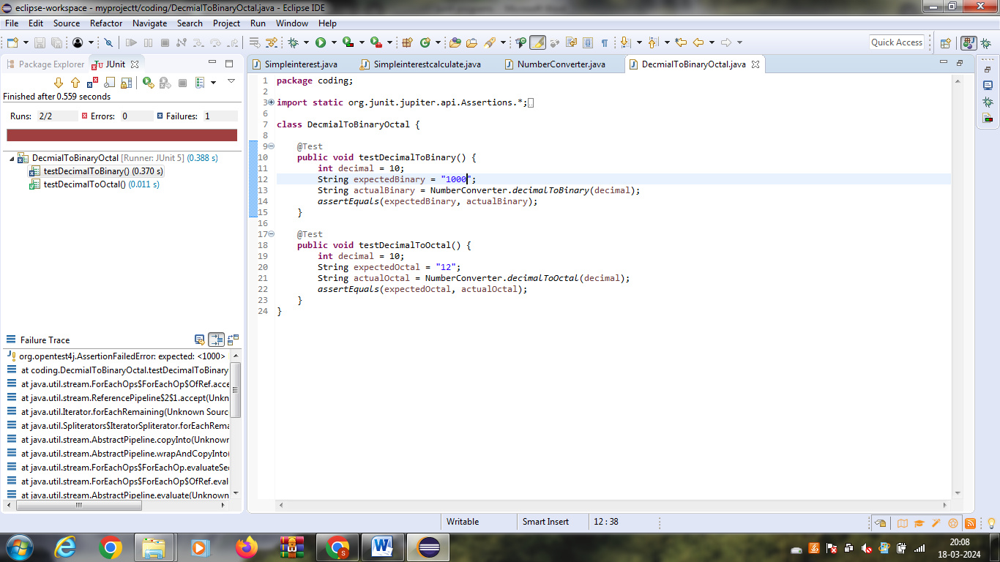 eclipse-workspace - myprojectt/coding/DecmialToBinaryOctal.java - Eclipse IDE
File Edit Source Refactor Navigate Search Project Run Window Help
Quick Access
Package Explorer JUnit
Simpleinterest.java Simpleinterestcalculate.java NumberConverter.java DecmialToBinaryOctal.java
Finished after 0.559 seconds
Runs: 2/2 Errors: 0 Failures: 1
DecmialToBinaryOctal [Runner: JUnit 5] (0.388 s)
testDecimalToBinary() (0.370 s)
testDecimalToOctal() (0.011 s)
Failure Trace
org.opentest4j.AssertionFailedError: expected: <1000>
at coding.DecmialToBinaryOctal.testDecimalToBinary
at java.util.stream.ForEachOps$ForEachOp$OfRef.acce
at java.util.stream.ReferencePipeline$2$1.accept(Unkn
at java.util.Iterator.forEachRemaining(Unknown Sourc
at java.util.Spliterators$IteratorSpliterator.forEachRema
at java.util.stream.AbstractPipeline.copyInto(Unknown
at java.util.stream.AbstractPipeline.wrapAndCopyInto(
at java.util.stream.ForEachOps$ForEachOp.evaluateSeq
at java.util.stream.ForEachOps$ForEachOp$OfRef.eval
at java.util.stream.AbstractPipeline.evaluate(Unknown
1 package coding;
2
3 import static org.junit.jupiter.api.Assertions.*;
6
7 class DecmialToBinaryOctal {
8
9 @Test
10 public void testDecimalToBinary() {
11 int decimal = 10;
12 String expectedBinary = "1000";
13 String actualBinary = NumberConverter.decimalToBinary(decimal);
14 assertEquals(expectedBinary, actualBinary);
15 }
16
17 @Test
18 public void testDecimalToOctal() {
19 int decimal = 10;
20 String expectedOctal = "12";
21 String actualOctal = NumberConverter.decimalToOctal(decimal);
22 assertEquals(expectedOctal, actualOctal);
23 }
24 }
Writable Smart Insert 12 : 38
20:08
18-03-2024